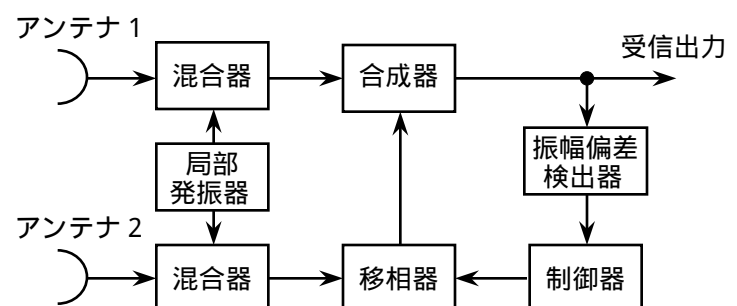 アンテナ 1
受信出力
混合器
合成器
局部
発振器
振幅偏差
検出器
アンテナ 2
混合器
移相器
制御器